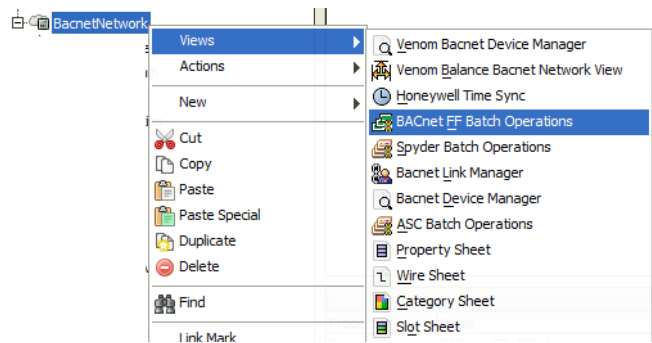 BacnetNetwork
Views
Actions
New
Cut
Copy
Paste
Paste Special
Duplicate
Delete
Find
Link Mark
Venom Bacnet Device Manager
Venom Balance Bacnet Network View
Honeywell Time Sync
BACnet FF Batch Operations
Spyder Batch Operations
Bacnet Link Manager
Bacnet Device Manager
ASC Batch Operations
Property Sheet
Wire Sheet
Category Sheet
Slot Sheet